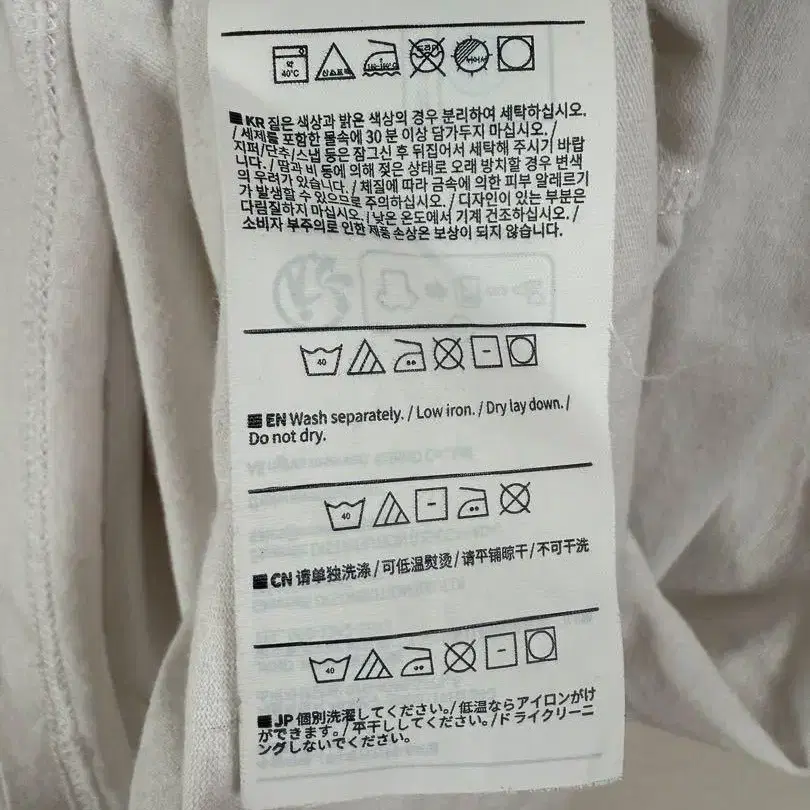 약 40℃ 산소표백 180~160℃ 드라이
KR 짙은 색상과 밝은 색상의 경우 분리하여 세탁하십시오.
/ 세제를 포함한 물속에 30 분 이상 담가두지 마십시오. /
지퍼/단추/스냅 등은 잠그신 후 뒤집어서 세탁해 주시기 바랍
니다. / 땀과 비 등에 의해 젖은 상태로 오래 방치할 경우 변색
의 우려가 있습니다. / 체질에 따라 금속에 의한 피부 알레르기
가 발생할 수 있으므로 주의하십시오. / 디자인이 있는 부분은
다림질하지 마십시오. / 낮은 온도에서 기계 건조하십시오. /
소비자 부주의로 인한 제품 손상은 보상이 되지 않습니다.
40
EN Wash separately. / Low iron. / Dry lay down. /
Do not dry.
40
CN 请单独洗涤 / 可低温熨烫 / 请平铺晾干 / 不可干洗
40
JP 個別洗濯してください。/ 低温ならアイロンがけ
ができます。/ 平干ししてください。/ドライクリーニ
ングしないでください。